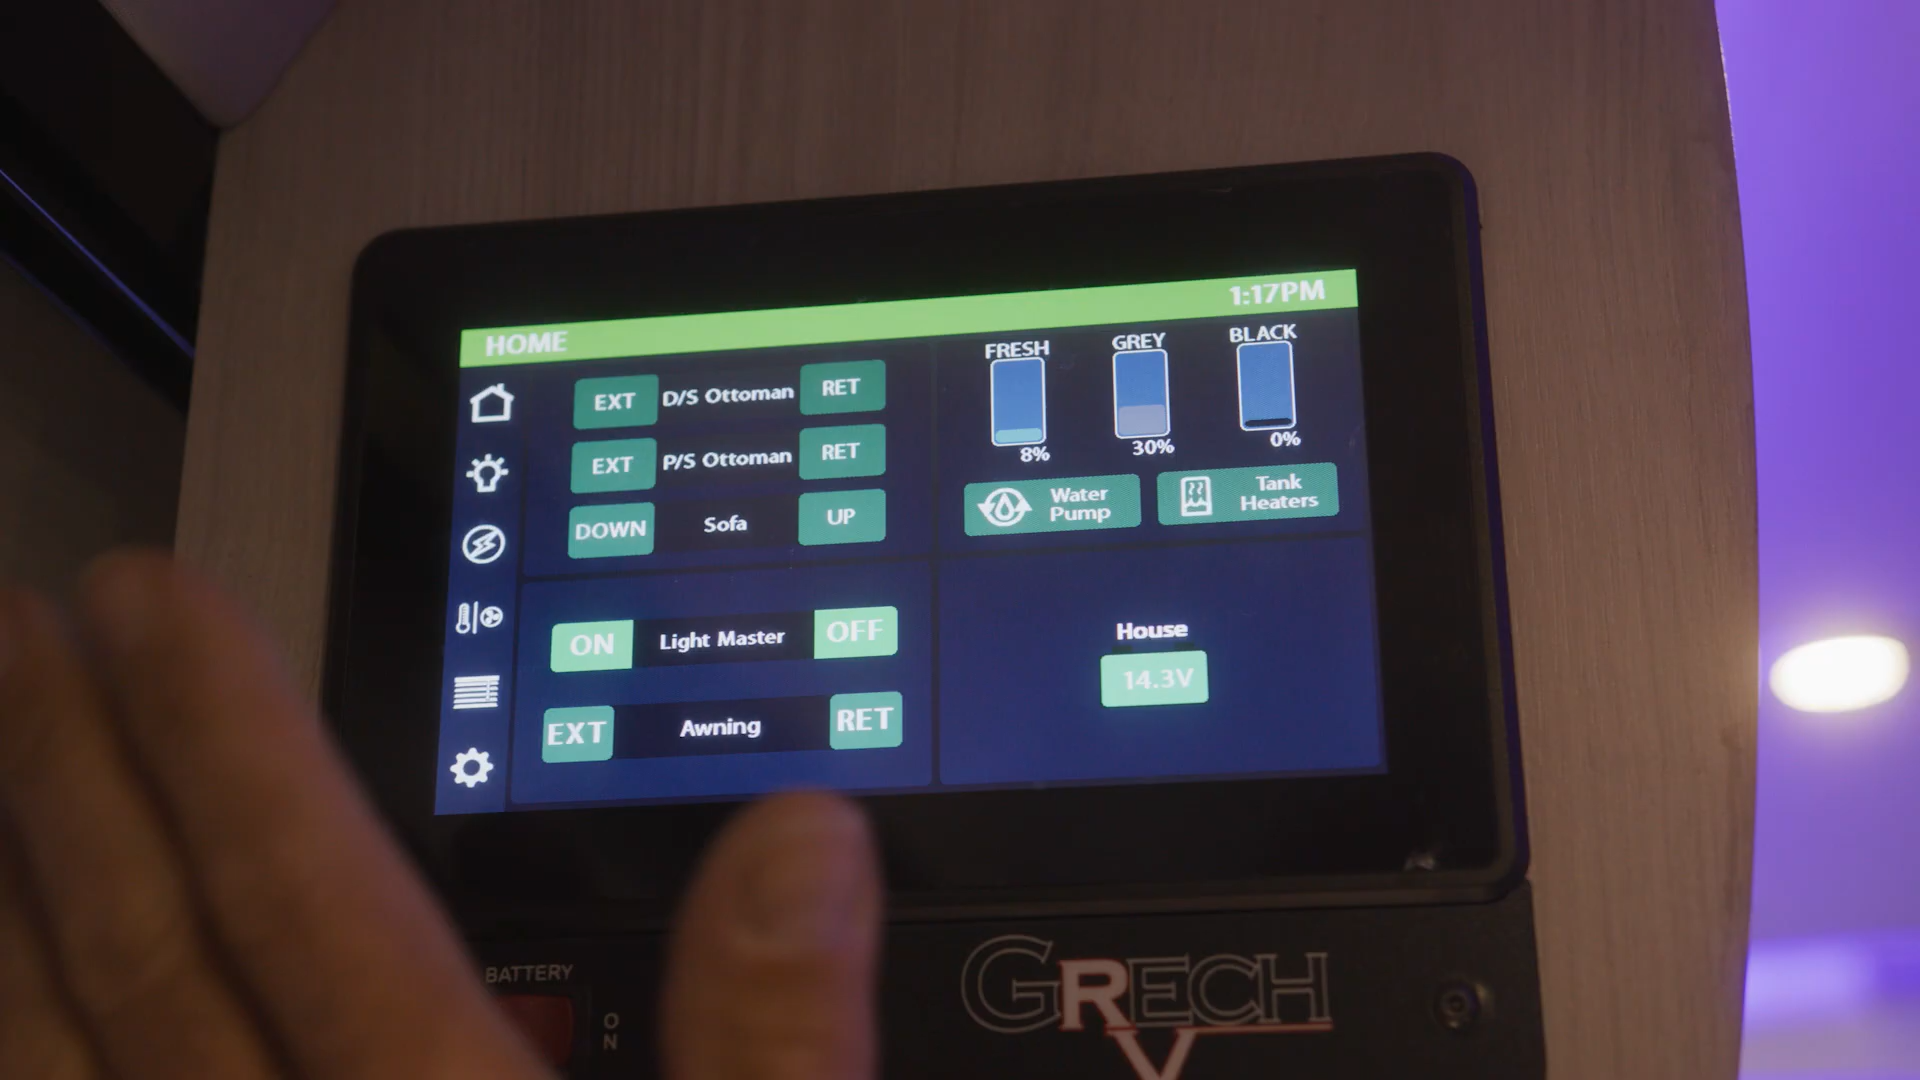 HOME 1:17PM
EXT D/S Ottoman RET
EXT P/S Ottoman RET
DOWN Sofa UP
ON Light Master OFF
EXT Awning RET
FRESH GREY BLACK
8% 30% 0%
Water Pump
Tank Heaters
House
14.3V
BATTERY
ON
GRECH
RV